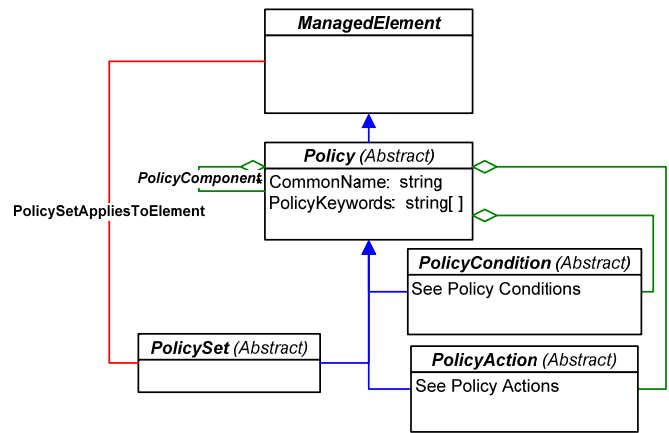 ManagedElement
Policy (Abstract)
CommonName: string
PolicyKeywords: string[ ]
PolicyComponent
*
PolicySetAppliesToElement
PolicyCondition (Abstract)
See Policy Conditions
PolicySet (Abstract)
PolicyAction (Abstract)
See Policy Actions